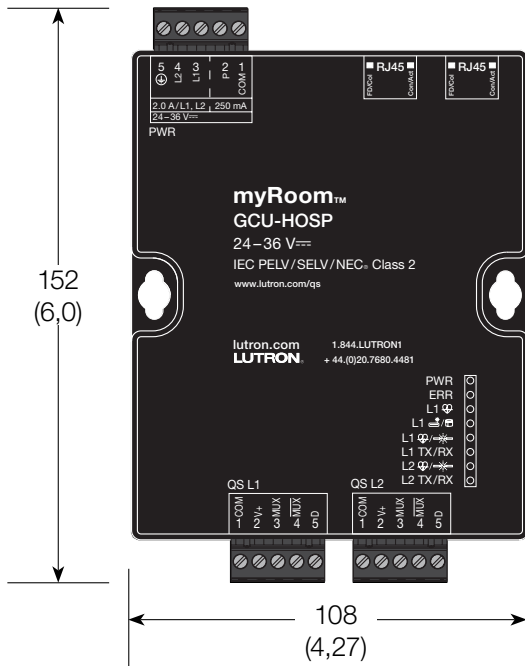 RJ45 RJ45
5 4 3 2 1
L2 L1 P COM
FD/Col Con/Act FD/Col Con/Act
2.0 A/L1, L2 250 mA
24–36 V
PWR
myRoom™
GCU-HOSP
24–36 V
IEC PELV/SELV/NEC® Class 2
www.lutron.com/qs
152
(6,0)
lutron.com 1.844.LUTRON1
LUTRON® + 44.(0)20.7680.4481
PWR
ERR
L1
L1 /
L1 /
L1 TX/RX
L2 /
L2 TX/RX
QS L1 QS L2
COM V+ MUX MUX D COM V+ MUX MUX D
1 2 3 4 5 1 2 3 4 5
108
(4,27)